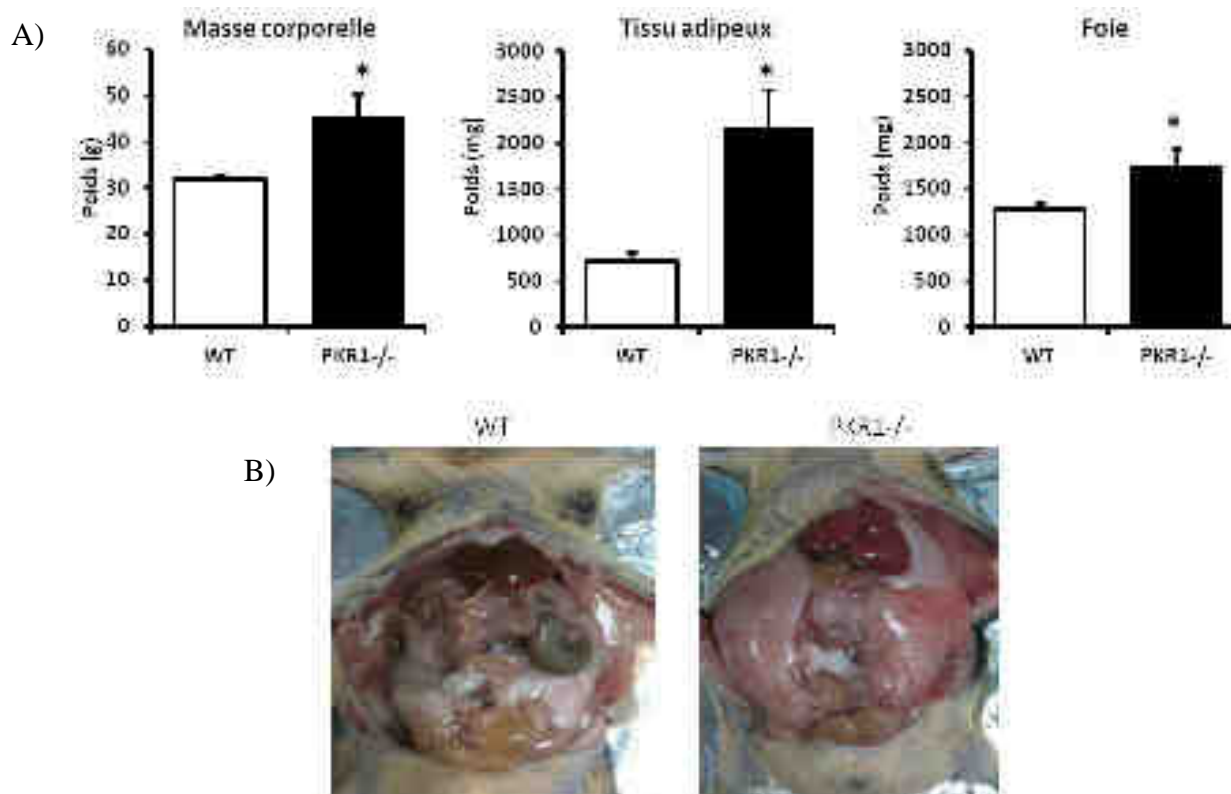 A)
Masse corporelle
Poids (g)
60
50
40
30
20
10
0
WT
PKR1-/-
*
Tissu adipeux
Poids (mg)
3000
2500
2000
1500
1000
500
0
WT
PKR1-/-
*
Foie
Poids (mg)
3000
2500
2000
1500
1000
500
0
WT
PKR1-/-
*
B)
WT
PKR1-/-